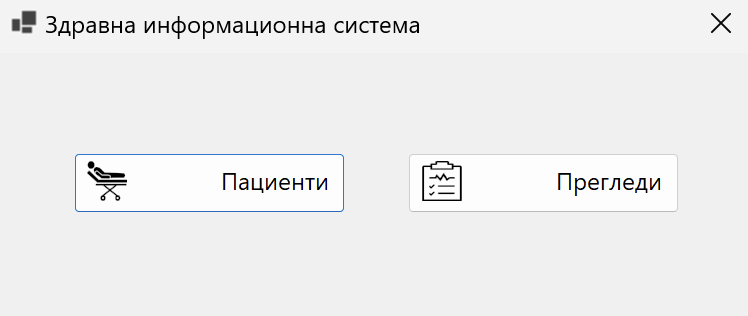 Здравна информационна система
Пациенти
Прегледи